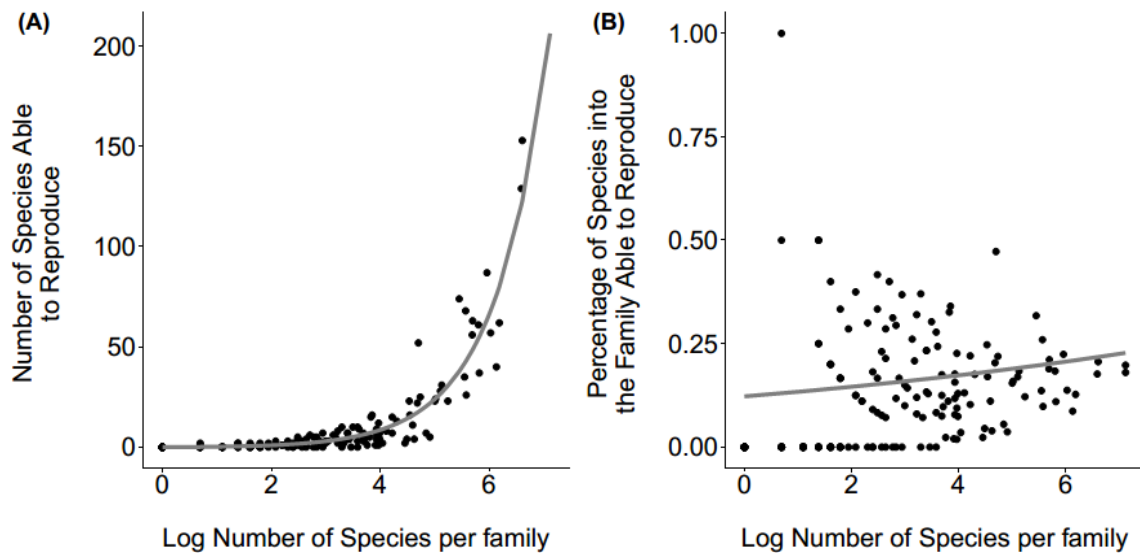 (A)
Number of Species Able
to Reproduce
200
150
100
50
0
0 2 4 6
Log Number of Species per family
(B)
Percentage of Species into
the Family Able to Reproduce
1.00
0.75
0.50
0.25
0.00
0 2 4 6
Log Number of Species per family